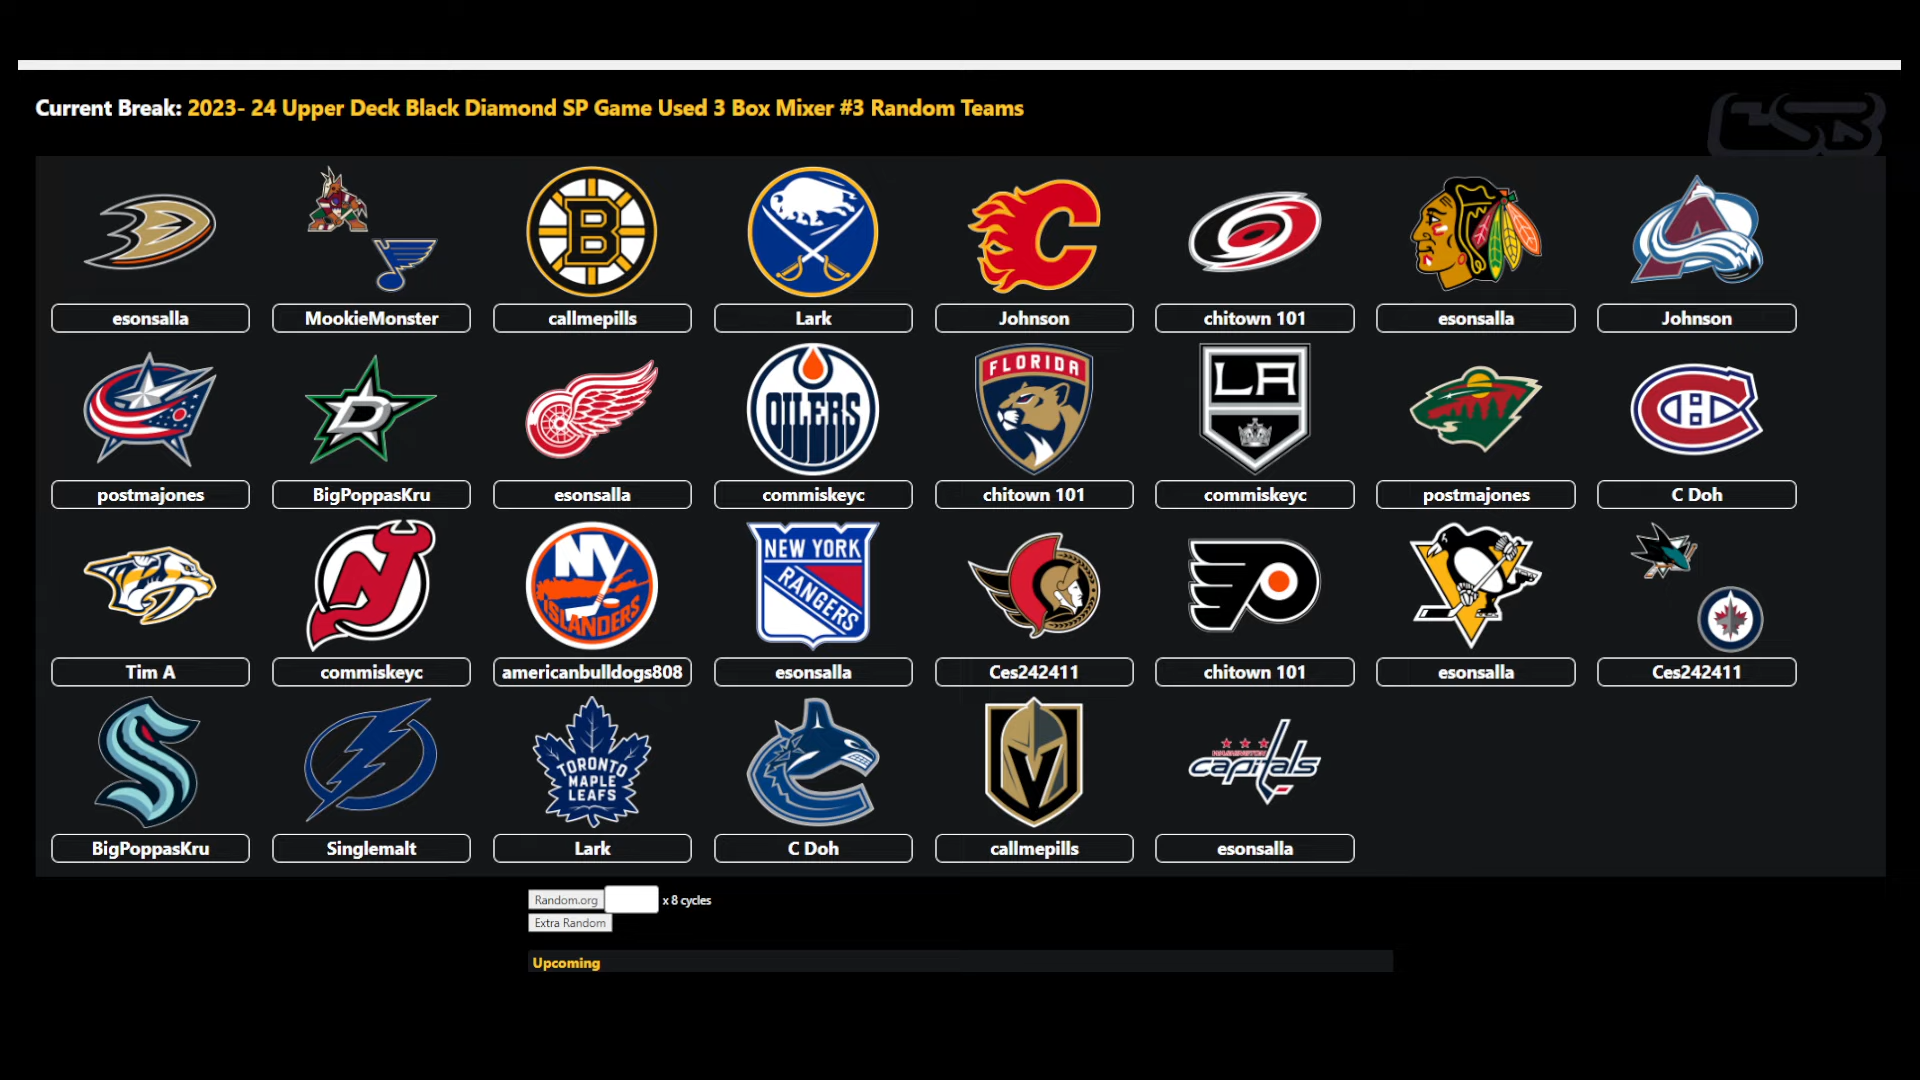 Current Break: 2023- 24 Upper Deck Black Diamond SP Game Used 3 Box Mixer #3 Random Teams
CSB
B
esonsalla MookieMonster callmepills Lark Johnson chitown 101 esonsalla Johnson
OILERS
FLORIDA
LA
postmajones BigPoppasKru esonsalla commiskeyc chitown 101 commiskeyc postmajones C Doh
NY
ISLANDERS
NEW YORK
RANGERS
Tim A commiskeyc americanbulldogs808 esonsalla Ces242411 chitown 101 esonsalla Ces242411
TORONTO
MAPLE
LEAFS
WASHINGTON
capitals
BigPoppasKru Singlemalt Lark C Doh callmepills esonsalla
Random.org x 8 cycles
Extra Random
Upcoming